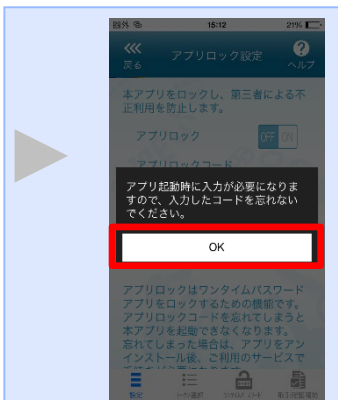 圏外
15:12
21%
戻る
アプリロック設定
?
ヘルプ
本アプリをロックし、第三者による不
正利用を防止します。
アプリロック
OFF ON
アプリロックコード
アプリ起動時に入力が必要になりま
すので、入力したコードを忘れない
でください。
OK
アプリロックはワンタイムパスワード
アプリをロックするための機能です。
アプリロックコードを忘れてしまうと
本アプリを起動できなくなります。
忘れてしまった場合は、アプリをアン
インストール後、ご利用のサービスで
設定